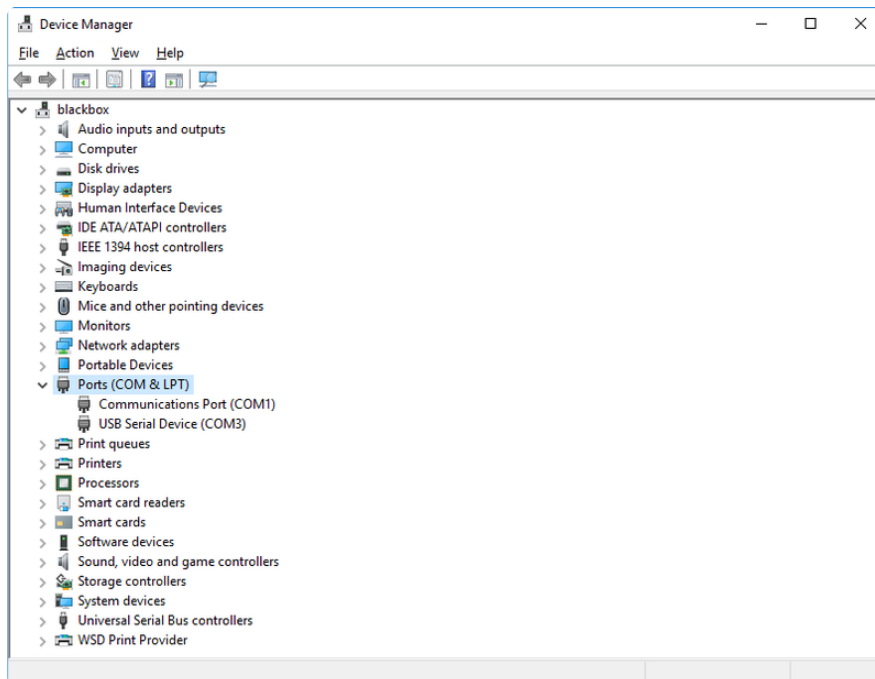 Device Manager
File Action View Help
blackbox
Audio inputs and outputs
Computer
Disk drives
Display adapters
Human Interface Devices
IDE ATA/ATAPI controllers
IEEE 1394 host controllers
Imaging devices
Keyboards
Mice and other pointing devices
Monitors
Network adapters
Portable Devices
Ports (COM & LPT)
Communications Port (COM1)
USB Serial Device (COM3)
Print queues
Printers
Processors
Smart card readers
Smart cards
Software devices
Sound, video and game controllers
Storage controllers
System devices
Universal Serial Bus controllers
WSD Print Provider